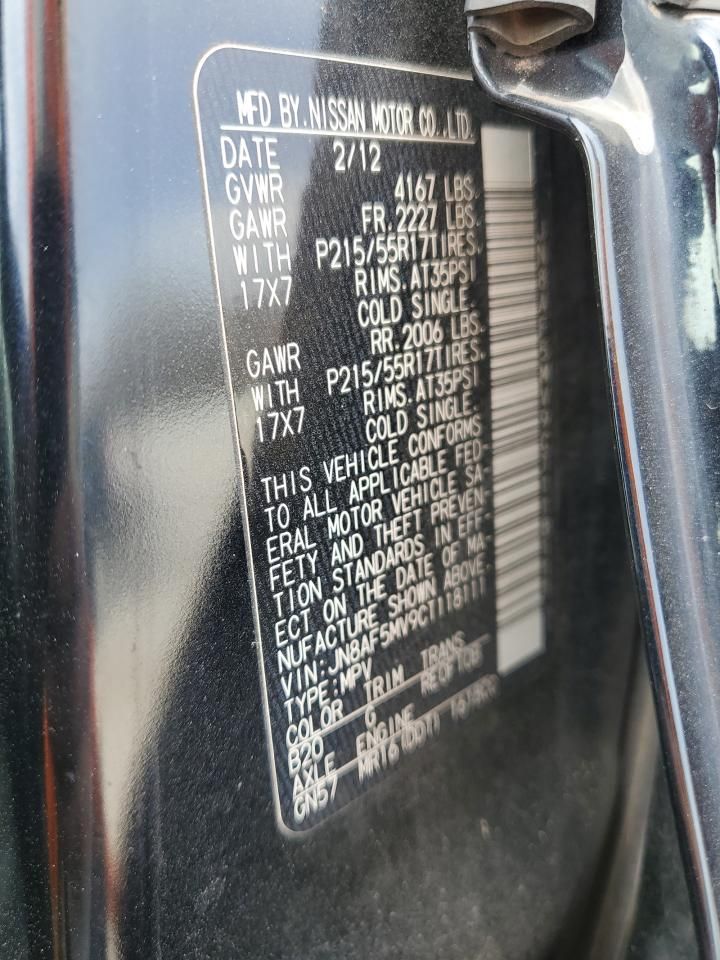 MFD BY.NISSAN MOTOR CO.,LTD.
DATE 2/12
GVWR 4167 LBS.
GAWR FR.2227 LBS.
WITH P215/55R17TIRES.
17X7 RIMS.AT35PSI
COLD SINGLE.
GAWR RR.2006 LBS.
WITH P215/55R17TIRES.
17X7 RIMS.AT35PSI
COLD SINGLE.
THIS VEHICLE CONFORMS
TO ALL APPLICABLE FED-
ERAL MOTOR VEHICLE SA-
FETY AND THEFT PREVEN-
TION STANDARDS IN EFF-
ECT ON THE DATE OF MA-
NUFACTURE SHOWN ABOVE.
VIN:JN8AF5MV9CT118111
TYPE:MPV
COLOR TRIM TRANS
B20 G RE0F10B
AXLE ENGINE
GN57 MR16(DDT) 1618CC